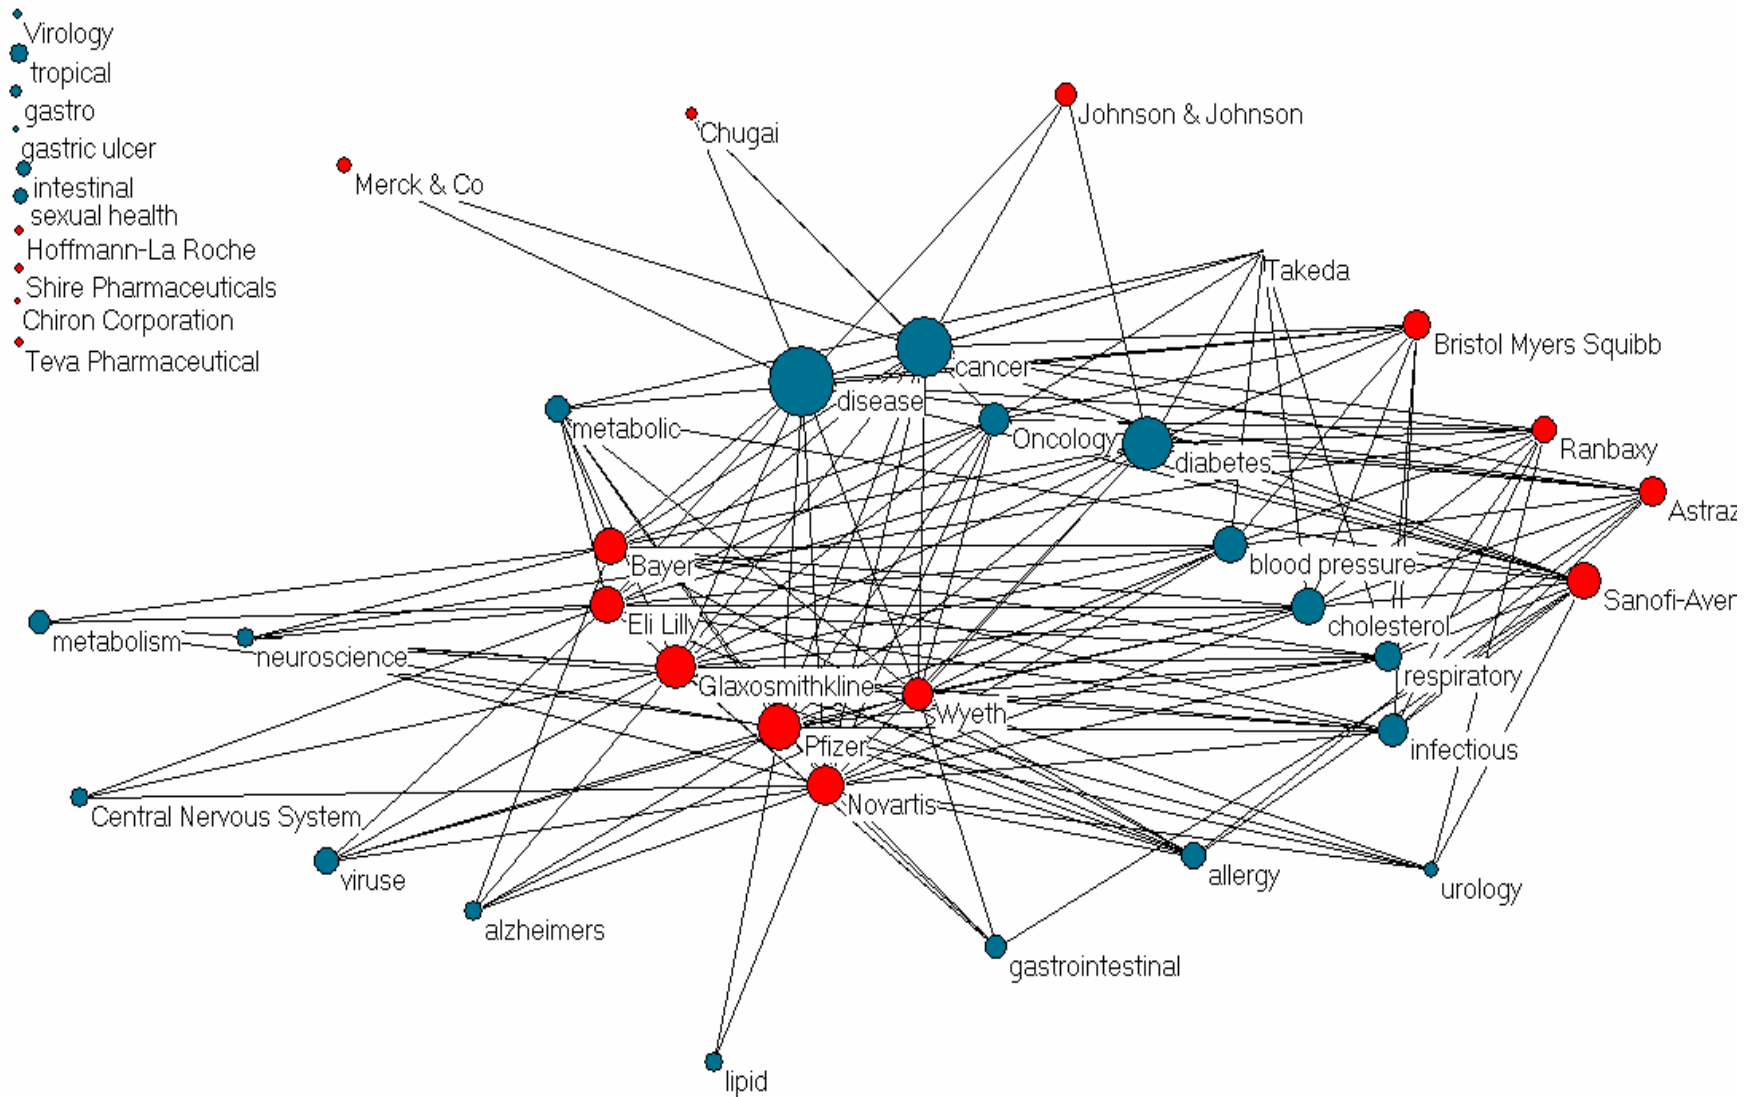 Virology
tropical
gastro
gastric ulcer
intestinal
sexual health
Hoffmann-La Roche
Shire Pharmaceuticals
Chiron Corporation
Teva Pharmaceutical
Johnson & Johnson
Chugai
Merck & Co
Takeda
Bristol Myers Squibb
cancer
disease
metabolic
Oncology
diabetes
Ranbaxy
Astraz
Bayer
blood pressure
Sanofi-Aven
Eli Lilly
cholesterol
metabolism
neuroscience
respiratory
Glaxosmithkline
Wyeth
Pfizer
infectious
Novartis
Central Nervous System
viruse
allergy
urology
alzheimers
gastrointestinal
lipid